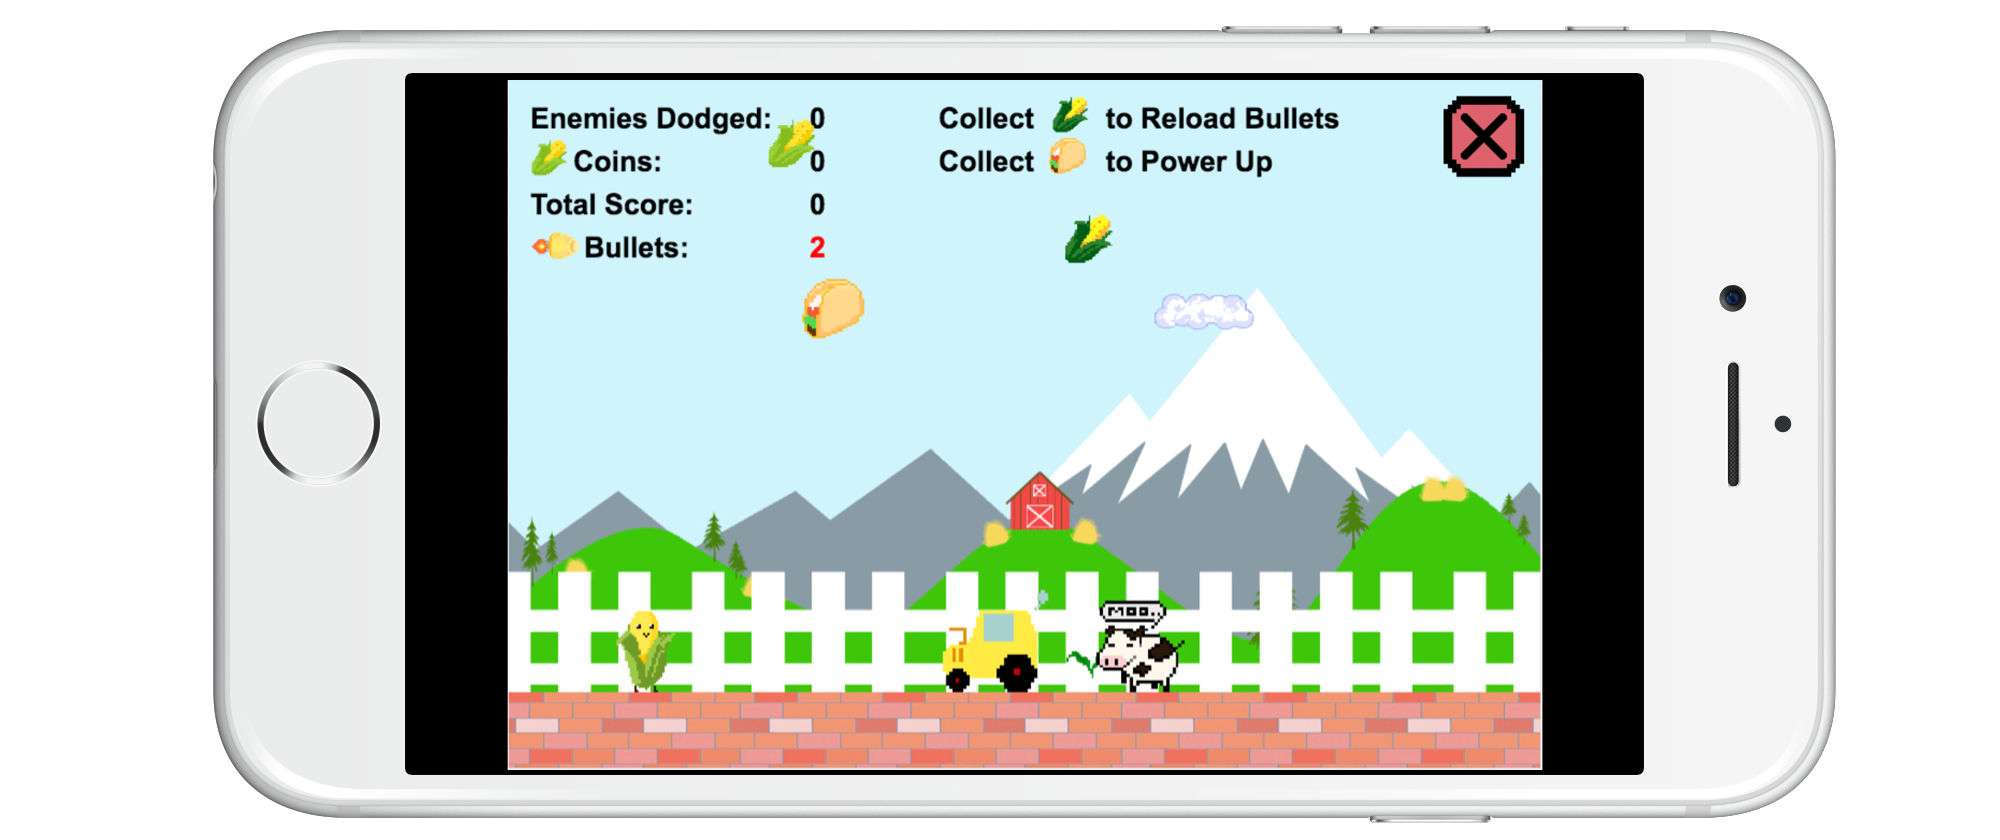 Enemies Dodged: 0
Coins: 0
Total Score: 0
Bullets: 2
Collect to Reload Bullets
Collect to Power Up
MOO..